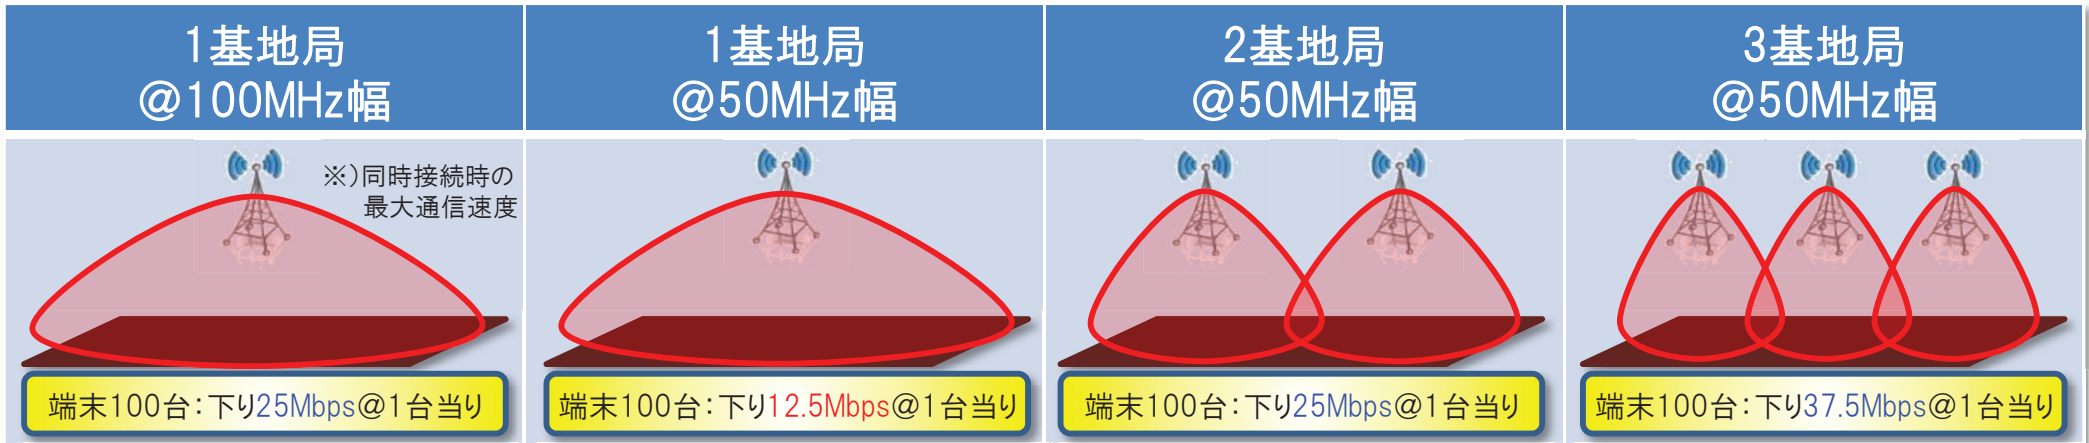 1基地局
@100MHz幅
1基地局
@50MHz幅
2基地局
@50MHz幅
3基地局
@50MHz幅
※)同時接続時の
最大通信速度
端末100台:下り25Mbps@1台当り
端末100台:下り12.5Mbps@1台当り
端末100台:下り25Mbps@1台当り
端末100台:下り37.5Mbps@1台当り